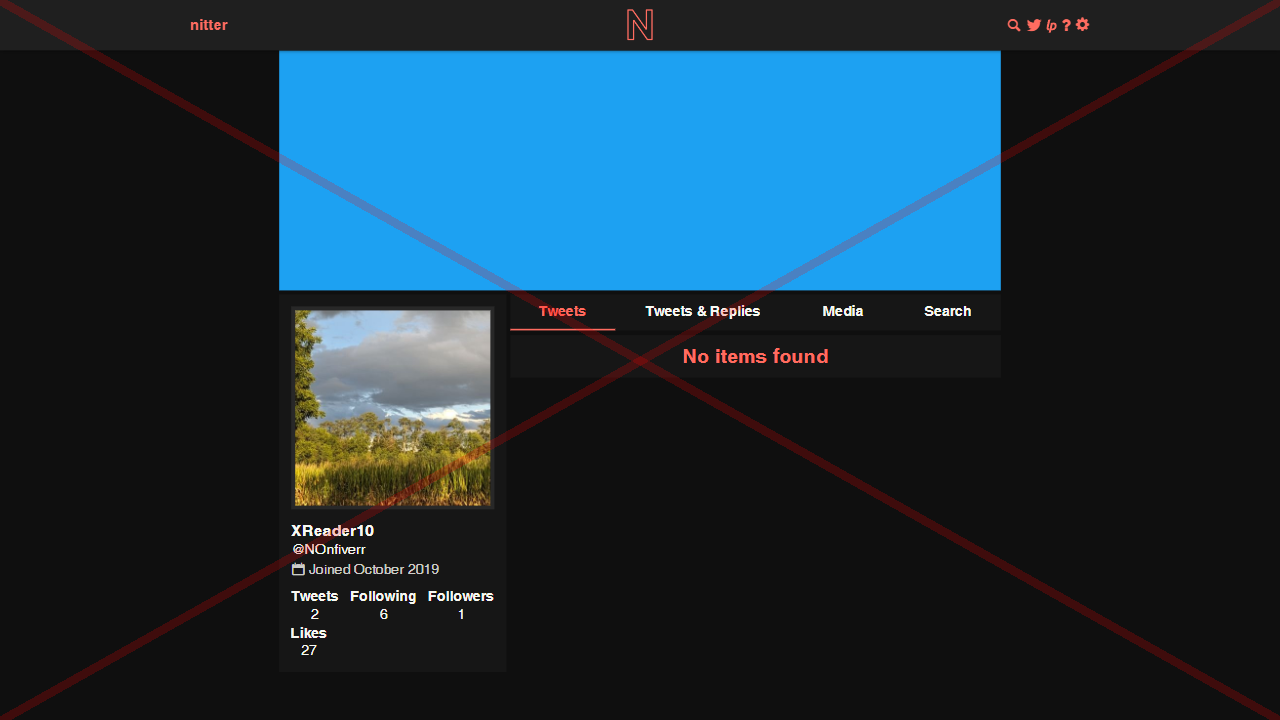 nitter
N
lp ?
Tweets Tweets & Replies Media Search
No items found
XReader10
@NOnfiverr
Joined October 2019
Tweets Following Followers
2 6 1
Likes
27